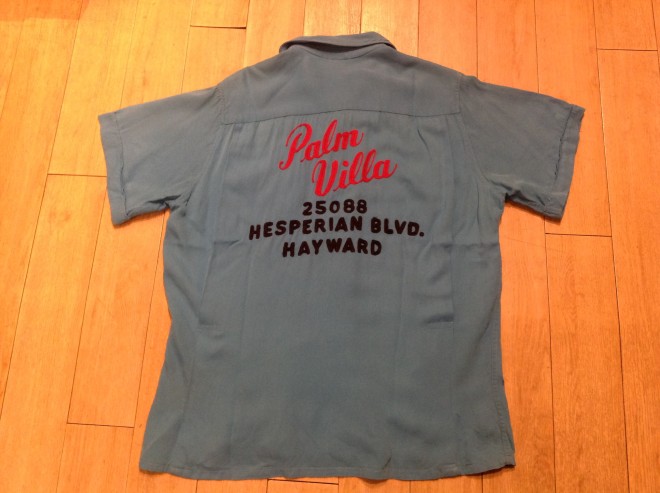 Palm
Villa
25088
HESPERIAN BLVD.
HAYWARD